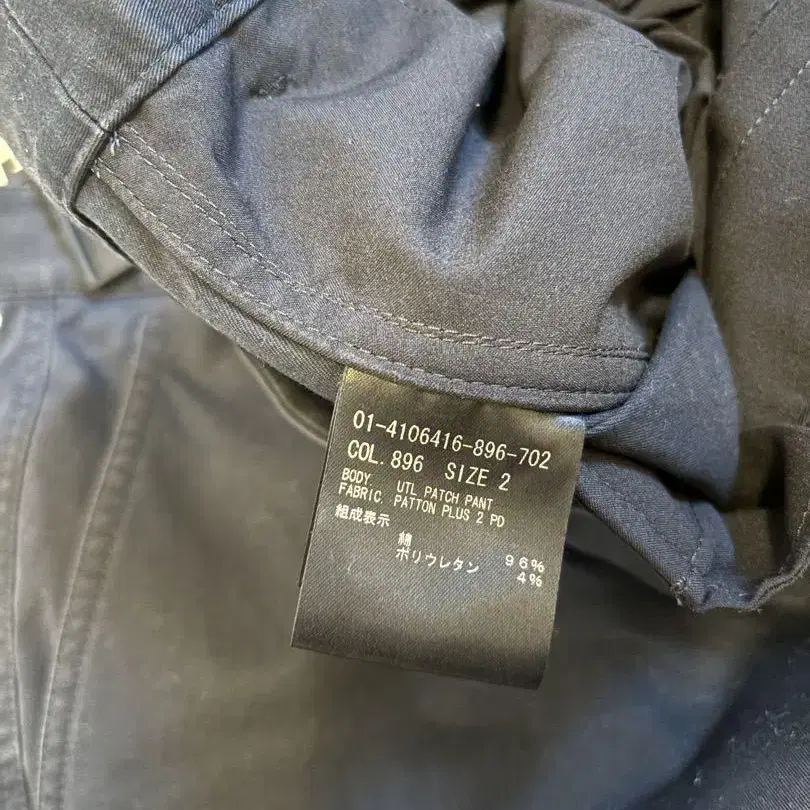 01-4106416-896-702
COL. 896 SIZE 2
BODY. UTL PATCH PANT
FABRIC. PATTON PLUS 2 PD
組成表示
綿 96%
ポリウレタン 4%